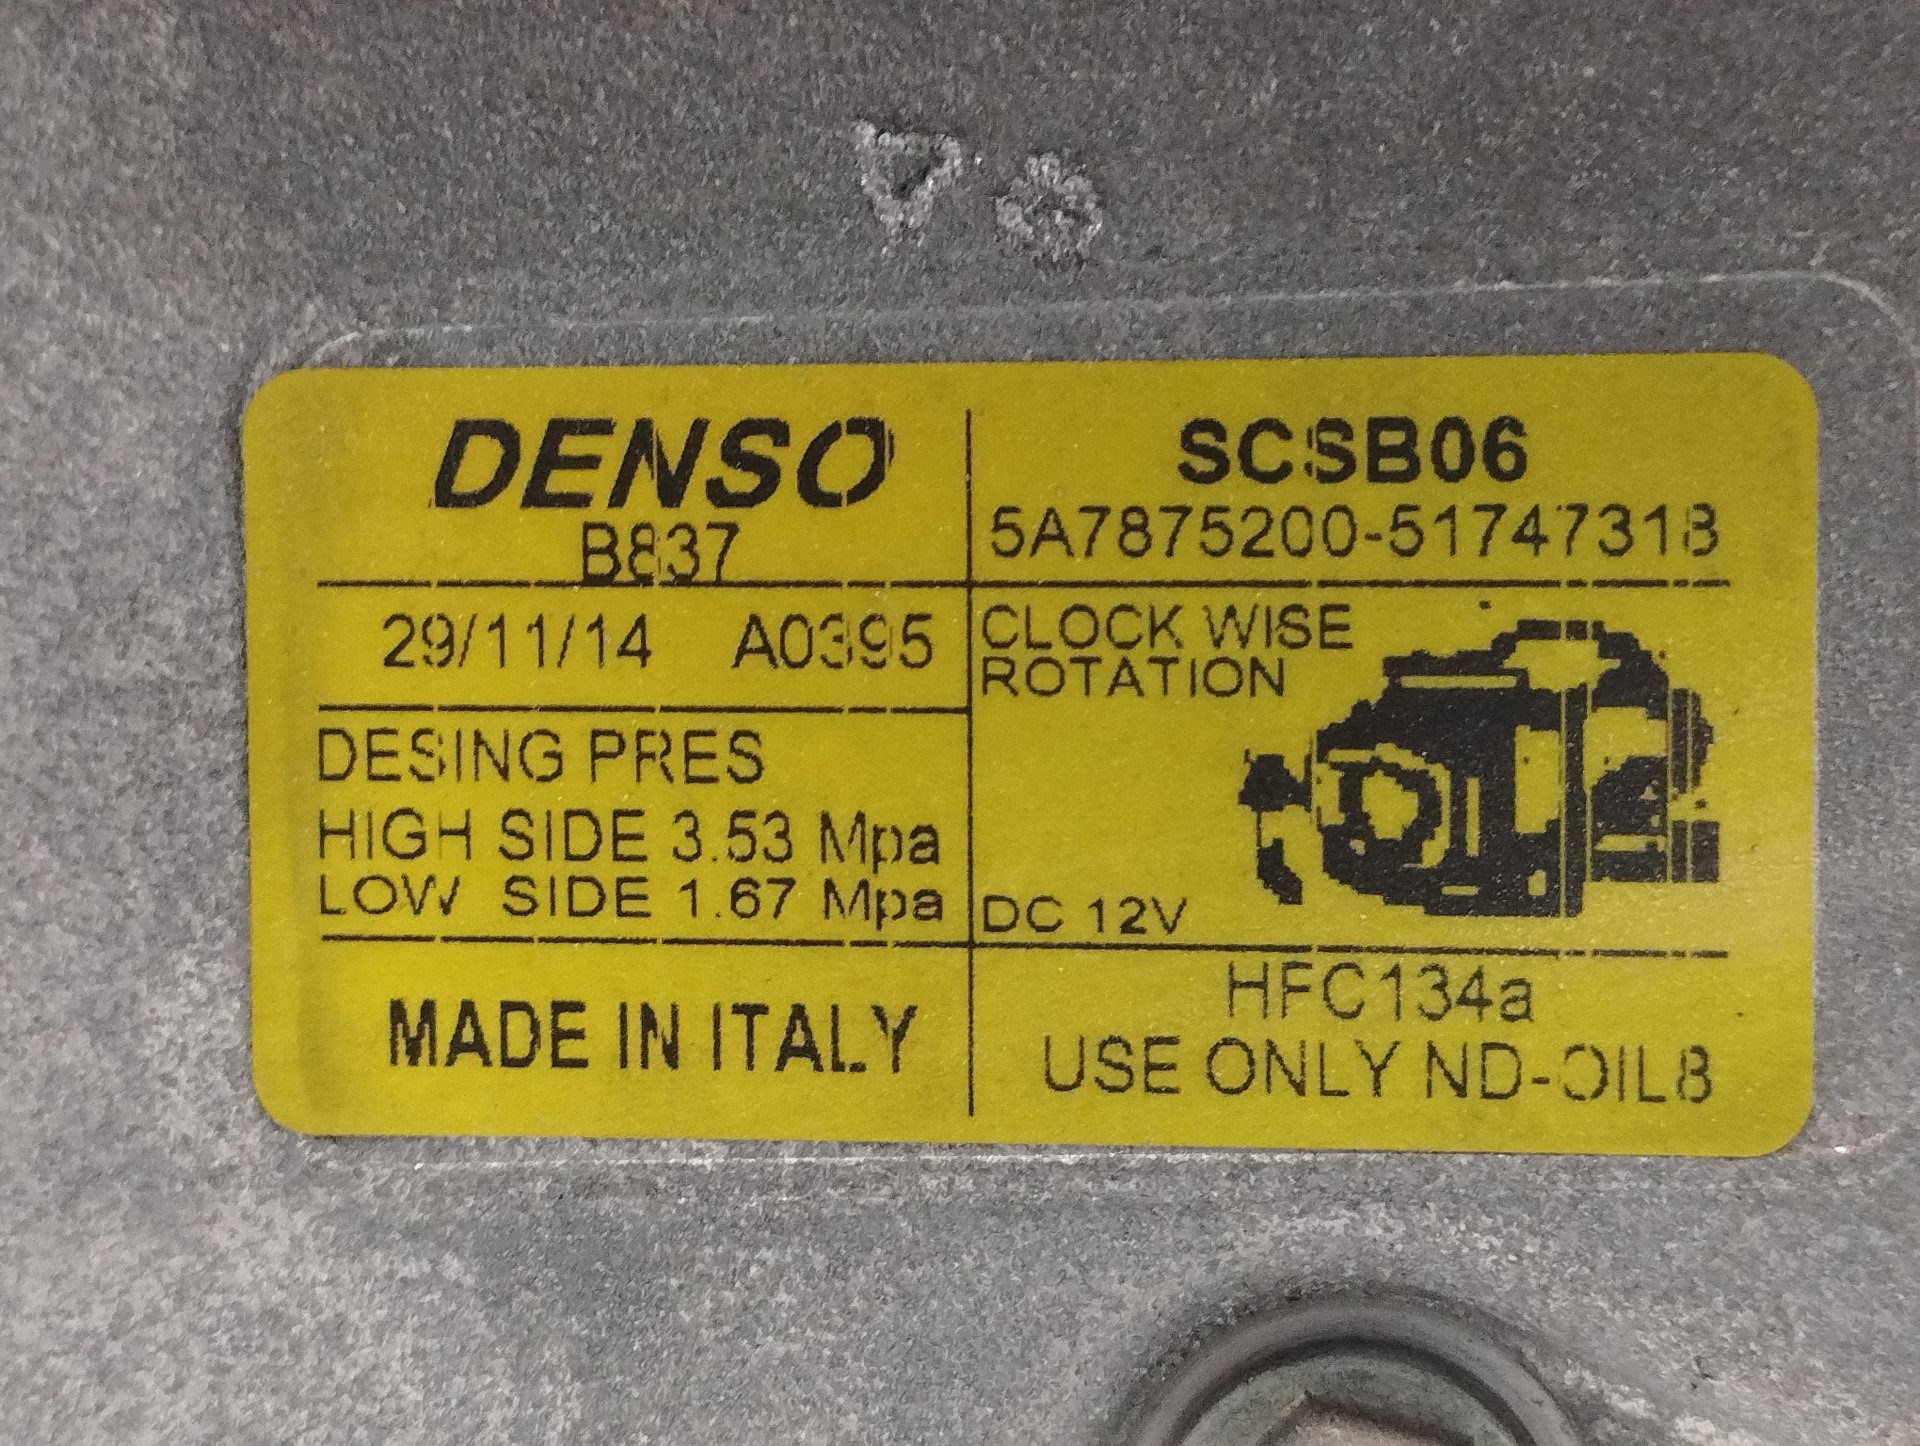 DENSO
B837
29/11/14 A0395
DESING PRES
HIGH SIDE 3.53 Mpa
LOW SIDE 1.67 Mpa
MADE IN ITALY
SCSB06
5A7875200-51747318
CLOCK WISE
ROTATION
DC 12V
HFC134a
USE ONLY ND-OIL8